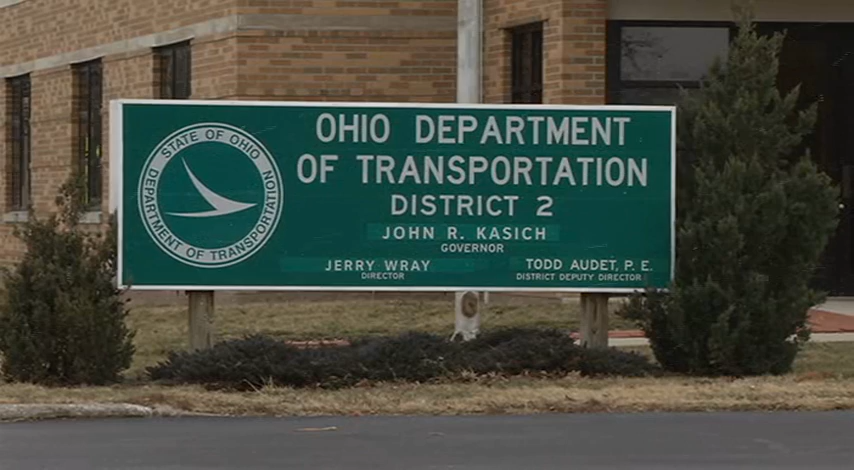 STATE OF OHIO
DEPARTMENT OF TRANSPORTATION
OHIO DEPARTMENT
OF TRANSPORTATION
DISTRICT 2
JOHN R. KASICH
GOVERNOR
JERRY WRAY
DIRECTOR
TODD AUDET, P. E.
DISTRICT DEPUTY DIRECTOR